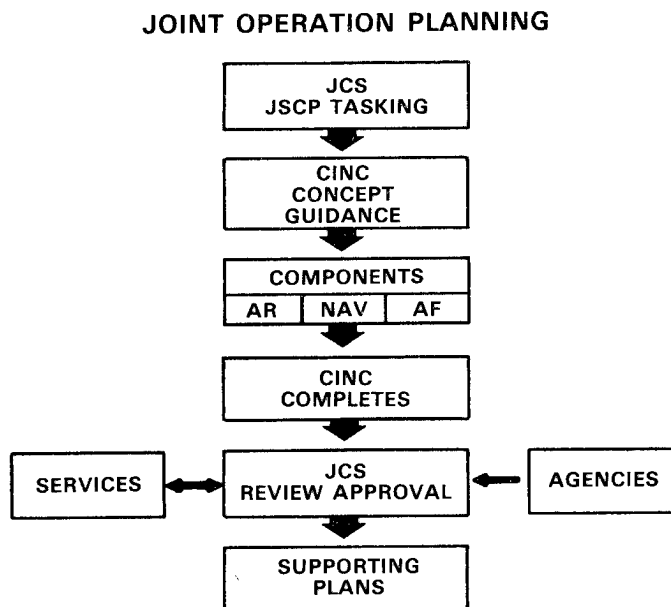 JOINT OPERATION PLANNING
JCS
JSCP TASKING
CINC
CONCEPT
GUIDANCE
COMPONENTS
AR NAV AF
CINC
COMPLETES
SERVICES
JCS
REVIEW APPROVAL
AGENCIES
SUPPORTING
PLANS